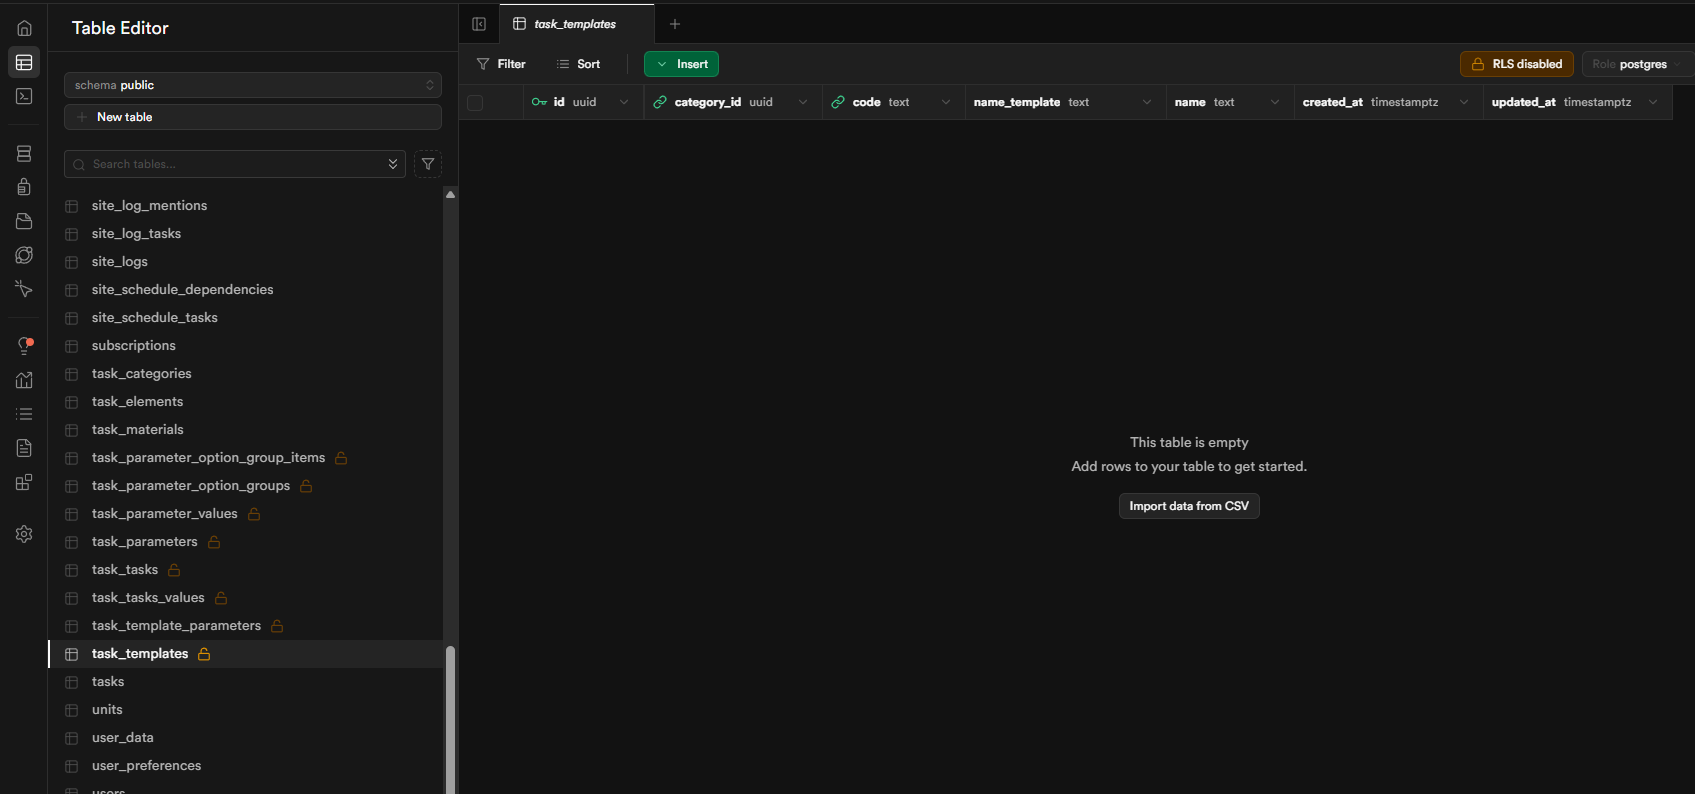 Table Editor
schema public
New table
Search tables...
site_log_mentions
site_log_tasks
site_logs
site_schedule_dependencies
site_schedule_tasks
subscriptions
task_categories
task_elements
task_materials
task_parameter_option_group_items
task_parameter_option_groups
task_parameter_values
task_parameters
task_tasks
task_tasks_values
task_template_parameters
task_templates
tasks
units
user_data
user_preferences
users
task_templates
Filter Sort Insert RLS disabled Role postgres
id uuid category_id uuid code text name_template text name text created_at timestamptz updated_at timestamptz
This table is empty
Add rows to your table to get started.
Import data from CSV